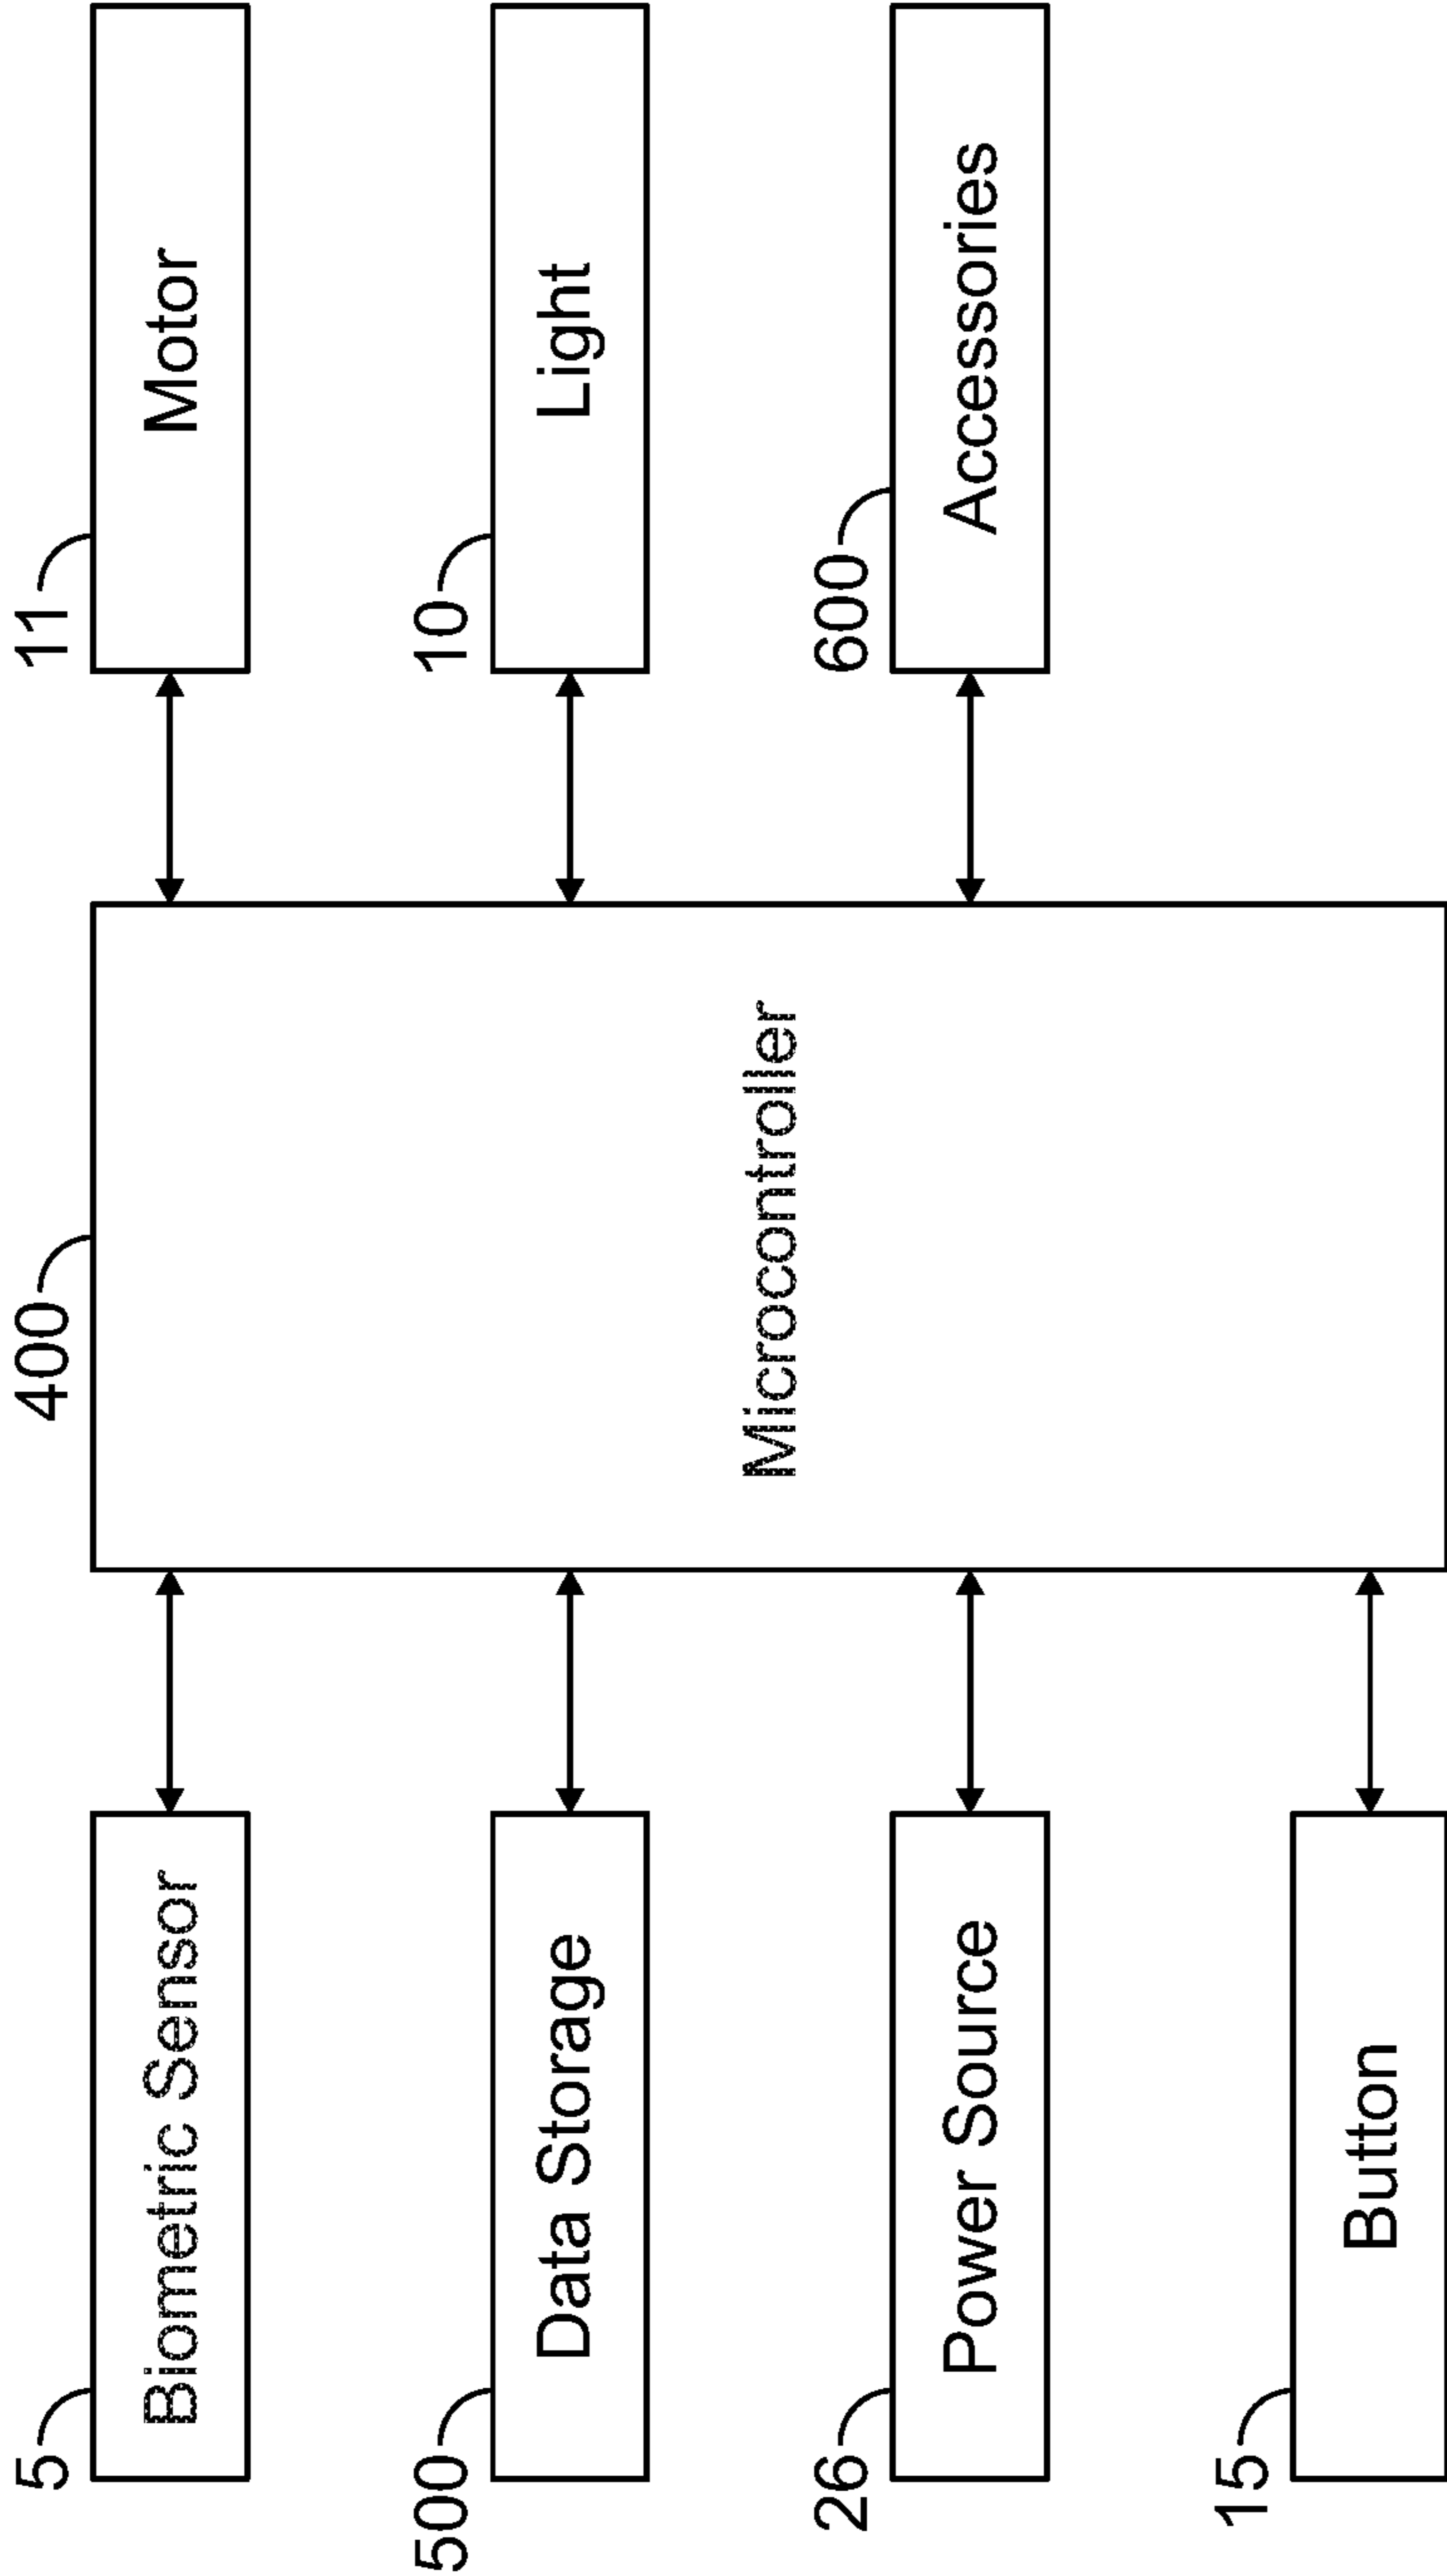 5
Biometric Sensor
500
Data Storage
26
Power Source
15
Button
400
Microcontroller
11
Motor
10
Light
600
Accessories